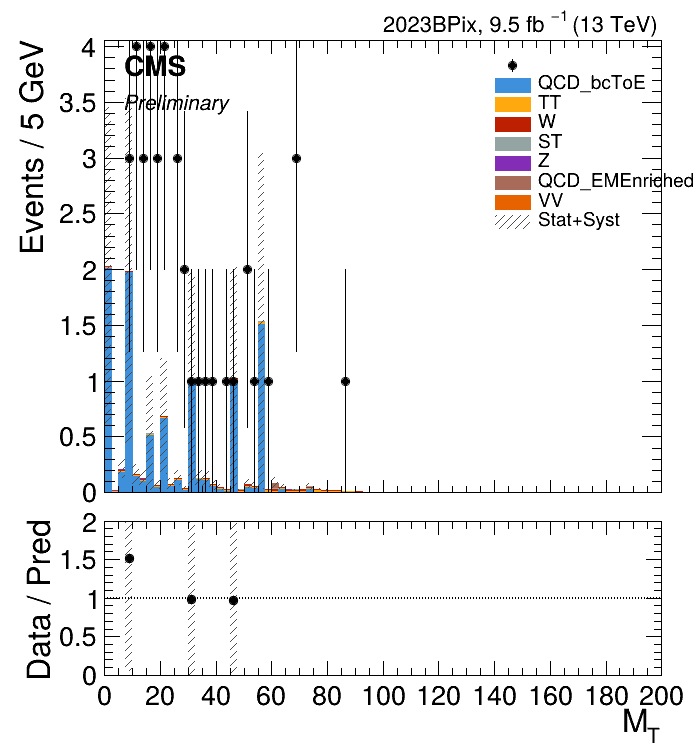 2023BPix, 9.5 fb⁻¹ (13 TeV)
CMS
Preliminary
Events / 5 GeV
4
3.5
3
2.5
2
1.5
1
0.5
0
QCD_bcToE
TT
W
ST
Z
QCD_EMEnriched
VV
Stat+Syst
Data / Pred
2
1.5
1
0.5
0
0 20 40 60 80 100 120 140 160 180 200
M_T